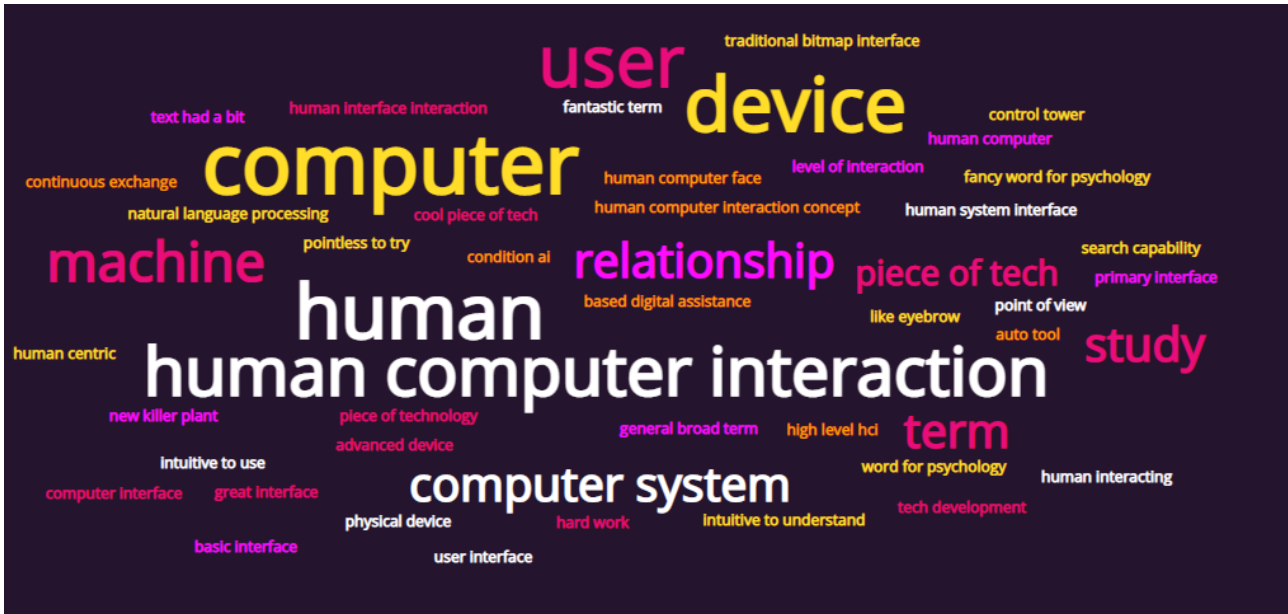 user
traditional bitmap interface
device
text had a bit
human interface interaction
fantastic term
control tower
human computer
computer
level of interaction
continuous exchange
human computer face
fancy word for psychology
natural language processing
cool piece of tech
human computer interaction concept
human system interface
machine
pointless to try
condition ai
relationship
piece of tech
search capability
primary interface
human
based digital assistance
like eyebrow
point of view
auto tool
study
human centric
human computer interaction
new killer plant
piece of technology
advanced device
general broad term
high level hci
term
intuitive to use
computer system
word for psychology
human interacting
computer interface
great interface
physical device
hard work
intuitive to understand
tech development
basic interface
user interface